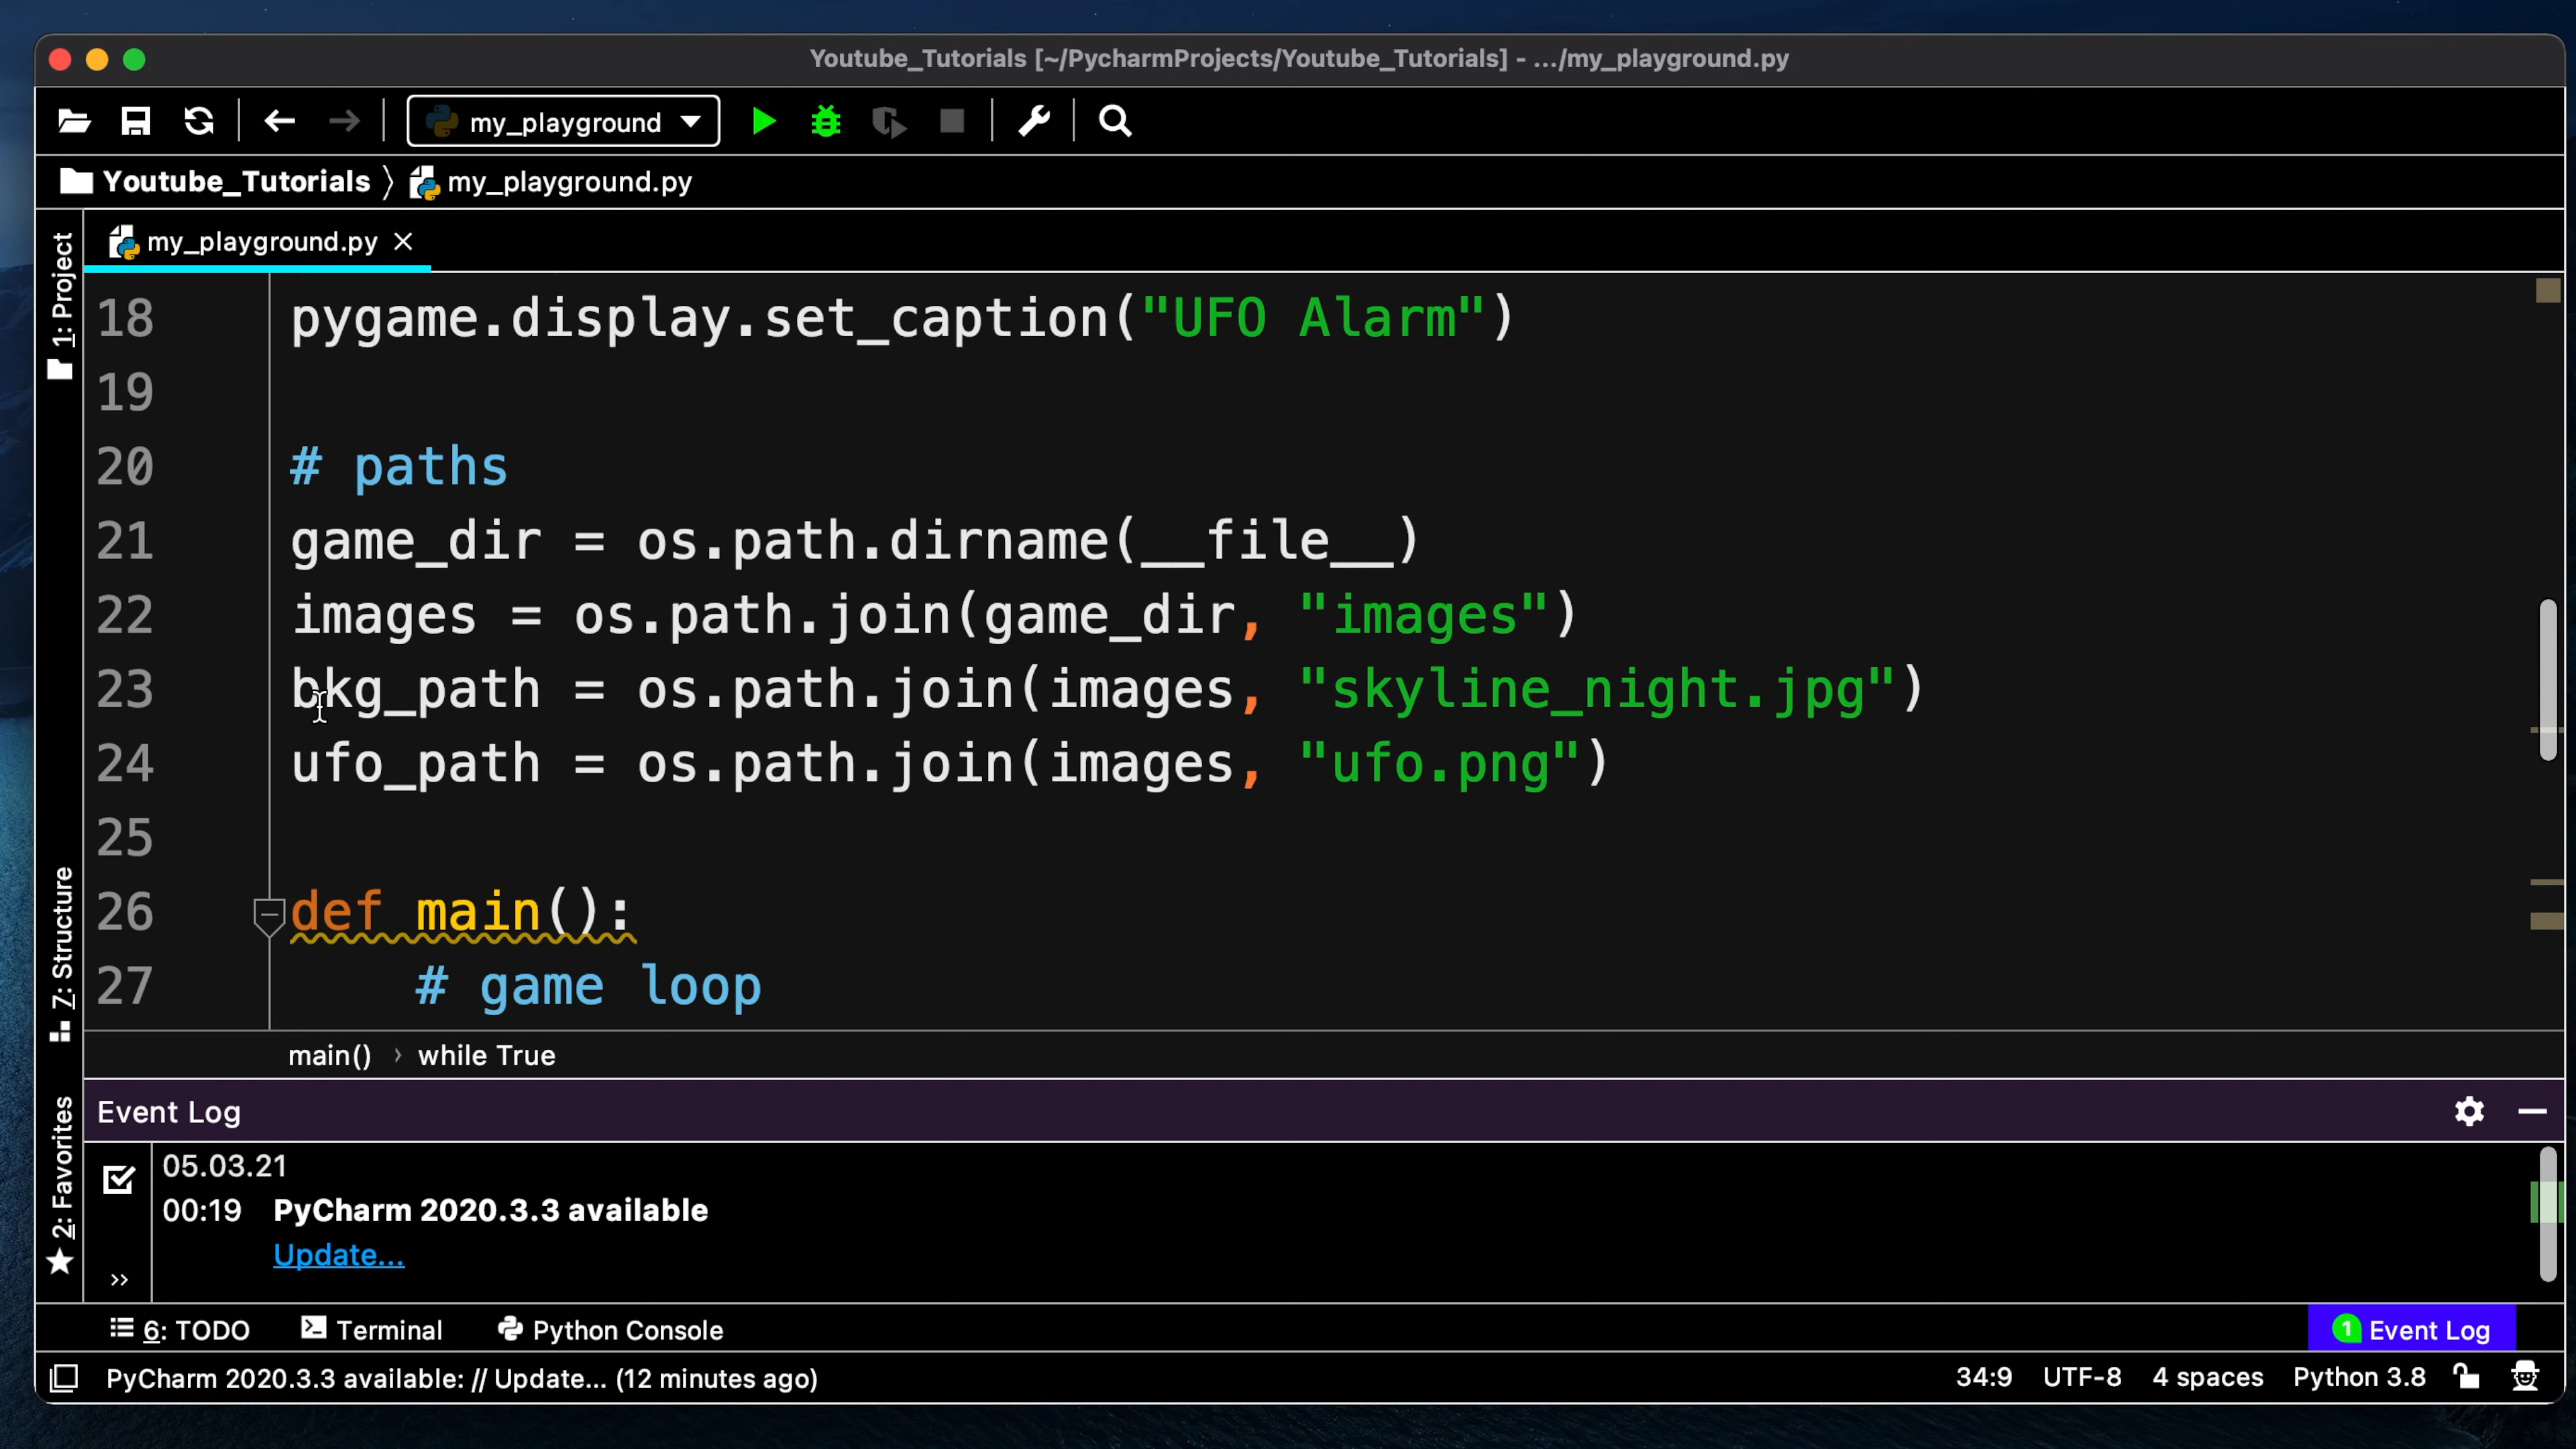 Youtube_Tutorials [~/PycharmProjects/Youtube_Tutorials] - .../my_playground.py
my_playground
Youtube_Tutorials 〉 my_playground.py
my_playground.py ×
1: Project
18 pygame.display.set_caption("UFO Alarm")
19
20 # paths
21 game_dir = os.path.dirname(__file__)
22 images = os.path.join(game_dir, "images")
23 bkg_path = os.path.join(images, "skyline_night.jpg")
24 ufo_path = os.path.join(images, "ufo.png")
25
26 def main():
27 # game loop
7: Structure
main() › while True
2: Favorites
Event Log
05.03.21
00:19 PyCharm 2020.3.3 available
Update...
»
6: TODO Terminal Python Console 1 Event Log
PyCharm 2020.3.3 available: // Update... (12 minutes ago) 34:9 UTF-8 4 spaces Python 3.8